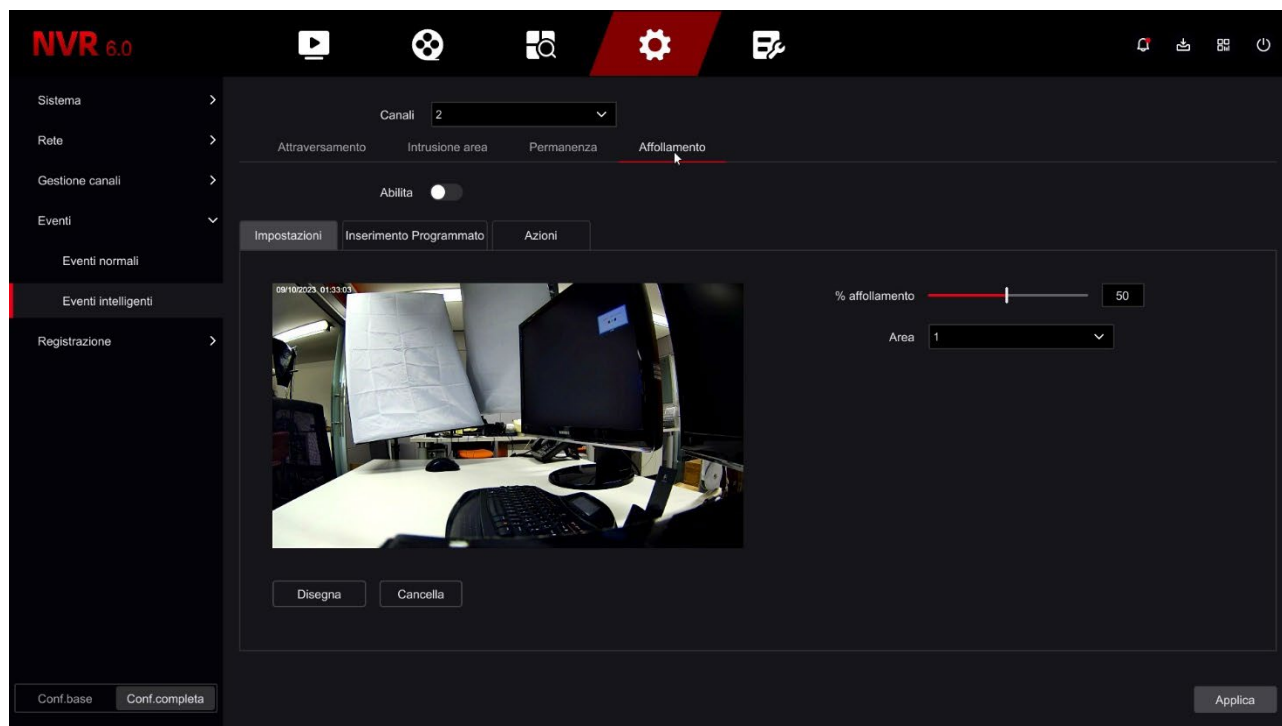 NVR 6.0
Sistema
Rete
Gestione canali
Eventi
Eventi normali
Eventi intelligenti
Registrazione
Conf.base
Conf.completa
Canali 2
Attraversamento Intrusione area Permanenza Affollamento
Abilita
Impostazioni Inserimento Programmato Azioni
09/10/2023 01:33:03
% affollamento 50
Area 1
Disegna Cancella
Applica